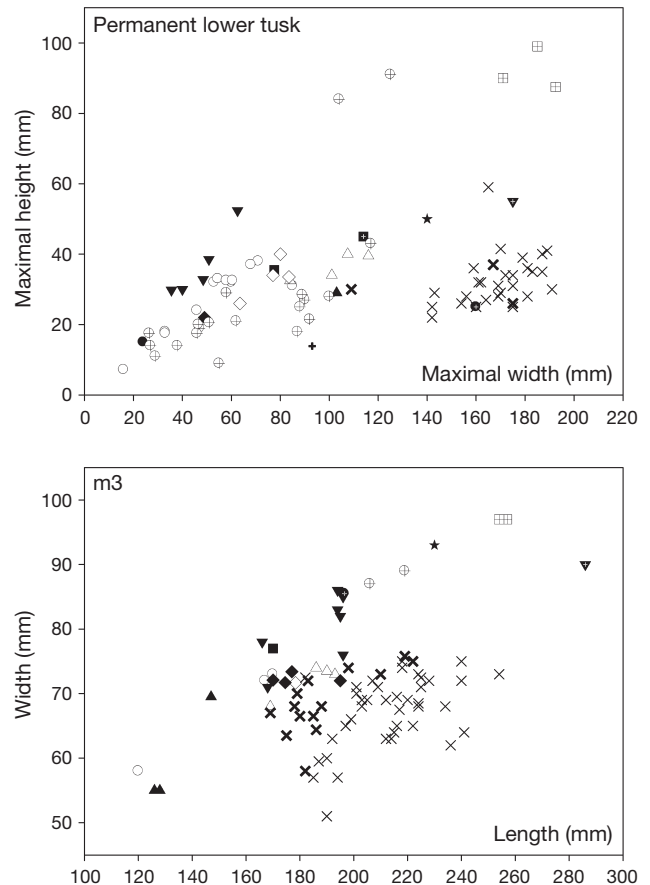 Permanent lower tusk
Maximal height (mm)
100
80
60
40
20
0
Maximal width (mm)
0 20 40 60 80 100 120 140 160 180 200 220
m3
Width (mm)
100
90
80
70
60
50
Length (mm)
100 120 140 160 180 200 220 240 260 280 300